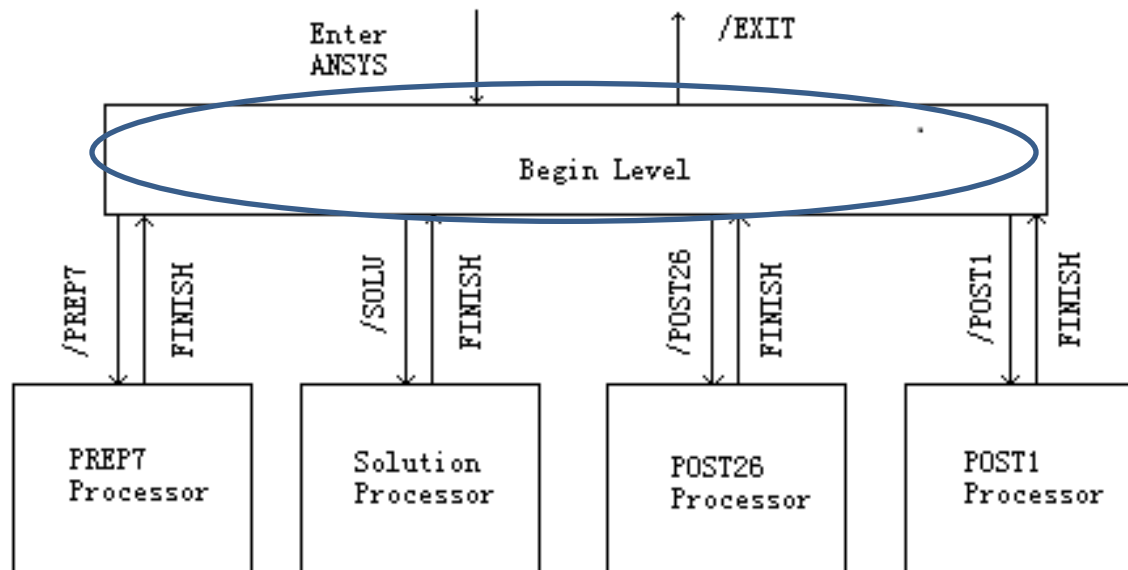 Enter
ANSYS
/EXIT
Begin Level
/PREP7
FINISH
/SOLU
FINISH
/POST26
FINISH
/POST1
FINISH
PREP7
Processor
Solution
Processor
POST26
Processor
POST1
Processor